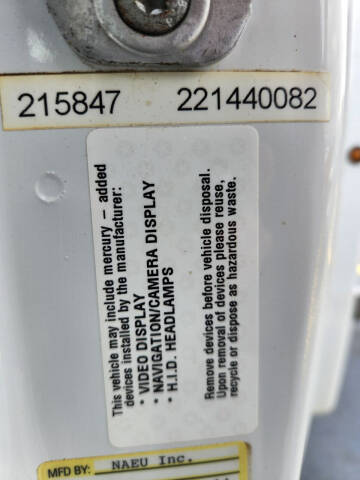 215847 221440082
This vehicle may include mercury – added
devices installed by the manufacturer:
• VIDEO DISPLAY
• NAVIGATION/CAMERA DISPLAY
• H.I.D. HEADLAMPS
Remove devices before vehicle disposal.
Upon removal of devices please reuse,
recycle or dispose as hazardous waste.
MFD BY: NAEU Inc.